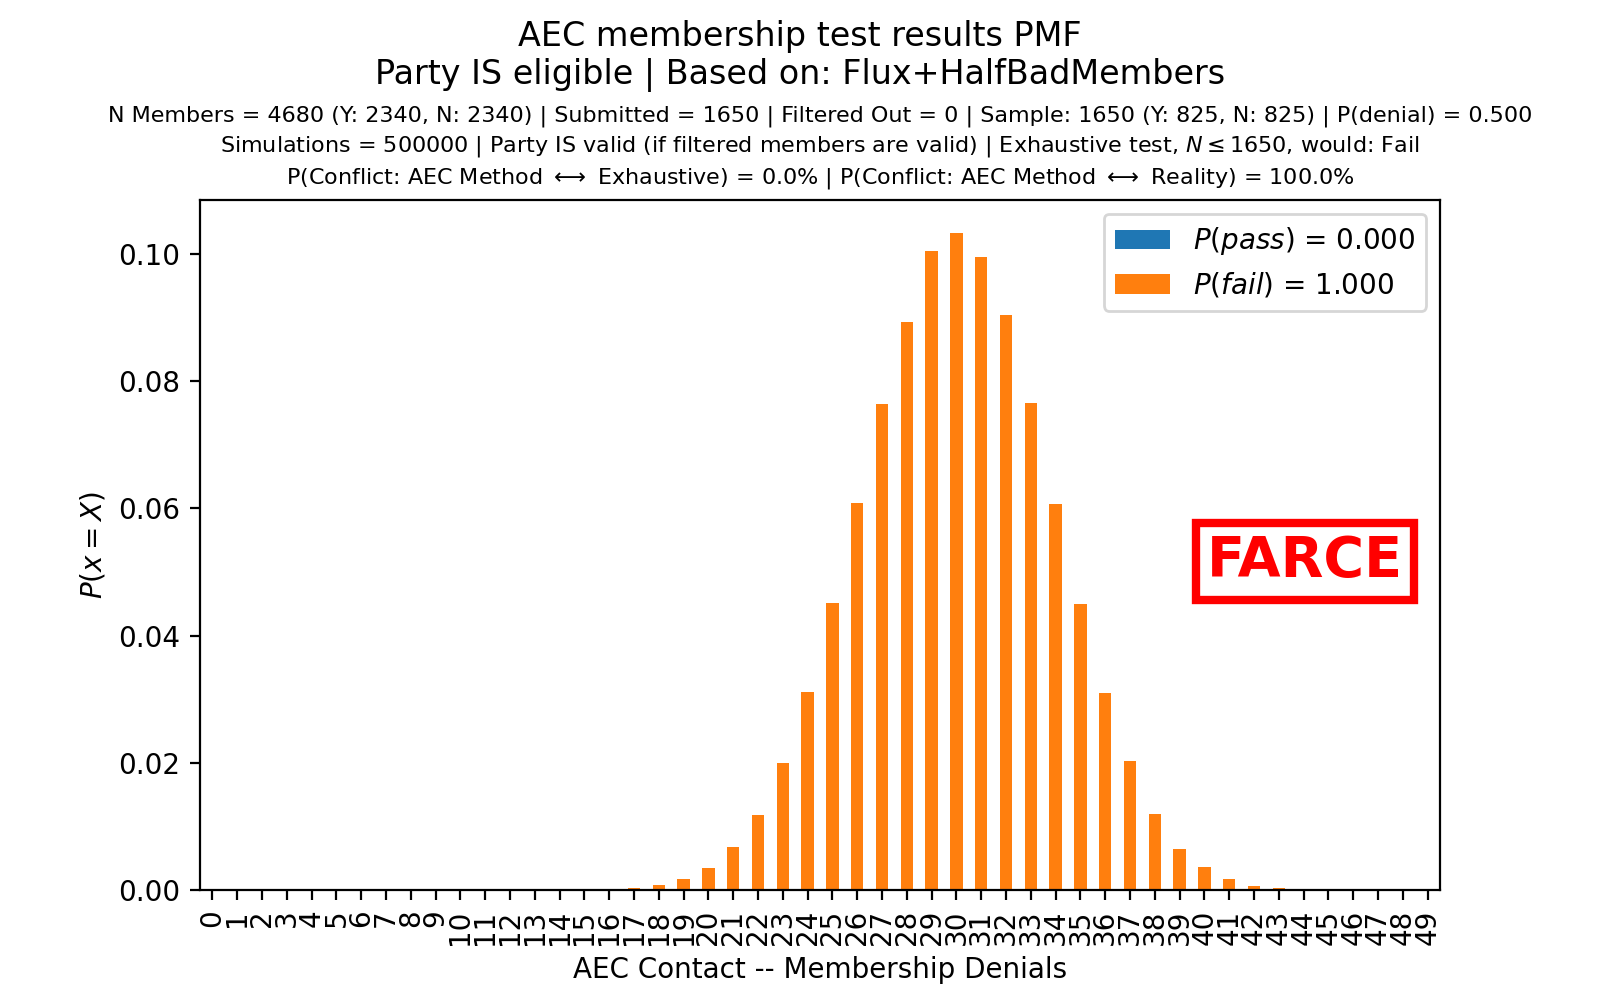 AEC membership test results PMF
Party IS eligible | Based on: Flux+HalfBadMembers
N Members = 4680 (Y: 2340, N: 2340) | Submitted = 1650 | Filtered Out = 0 | Sample: 1650 (Y: 825, N: 825) | P(denial) = 0.500
Simulations = 500000 | Party IS valid (if filtered members are valid) | Exhaustive test, N ≤ 1650, would: Fail
P(Conflict: AEC Method ⟷ Exhaustive) = 0.0% | P(Conflict: AEC Method ⟷ Reality) = 100.0%
P(pass) = 0.000
P(fail) = 1.000
0.10
0.08
0.06
0.04
0.02
0.00
P(x = X)
FARCE
0 1 2 3 4 5 6 7 8 9 10 11 12 13 14 15 16 17 18 19 20 21 22 23 24 25 26 27 28 29 30 31 32 33 34 35 36 37 38 39 40 41 42 43 44 45 46 47 48 49
AEC Contact -- Membership Denials